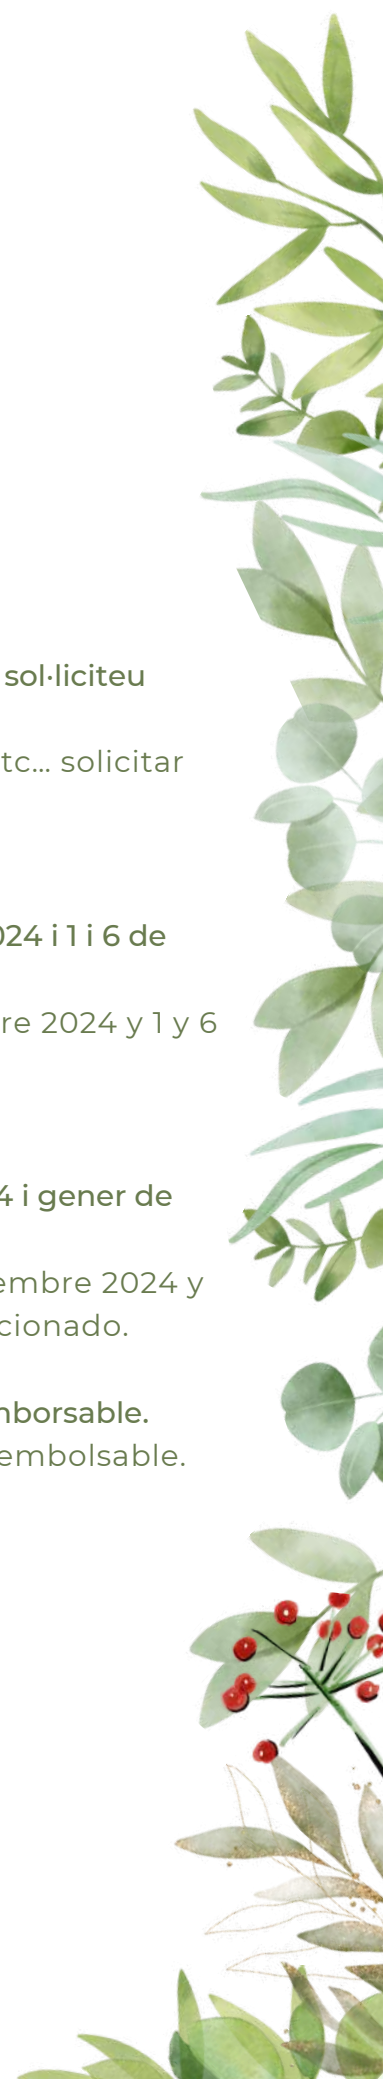 sol·liciteu
tc... solicitar
024 i 1 i 6 de
re 2024 y 1 y 6
4 i gener de
embre 2024 y
cionado.
nborsable.
embolsable.